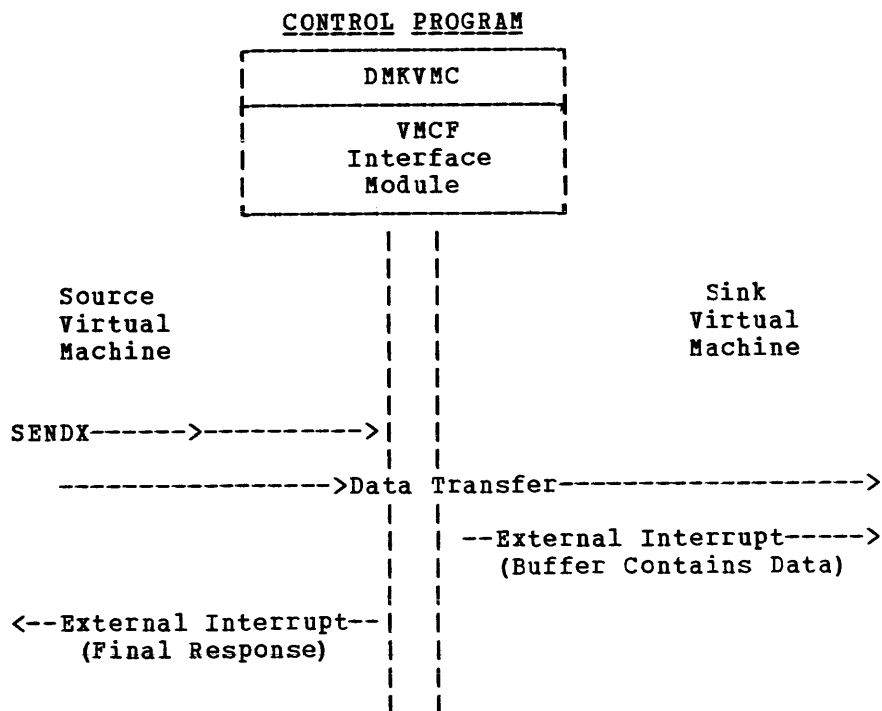 CONTROL PROGRAM
DMKVMC
VMCF
Interface
Module
Source
Virtual
Machine
Sink
Virtual
Machine
SENDX------>---------->
-------------->Data Transfer---------------->
--External Interrupt----->
(Buffer Contains Data)
<--External Interrupt--
(Final Response)